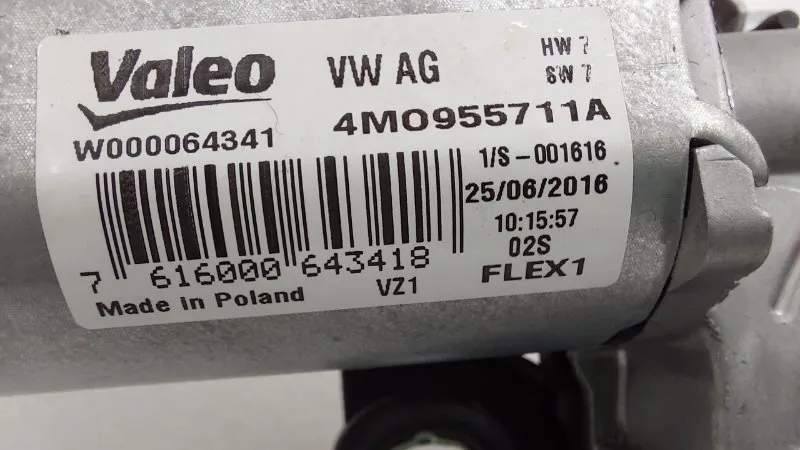 Valeo
VW AG
HW 7
SW 7
4M0955711A
W000064341
1/S-001616
25/06/2016
10:15:57
02S
7 616000 643418
Made in Poland
VZ1
FLEX1